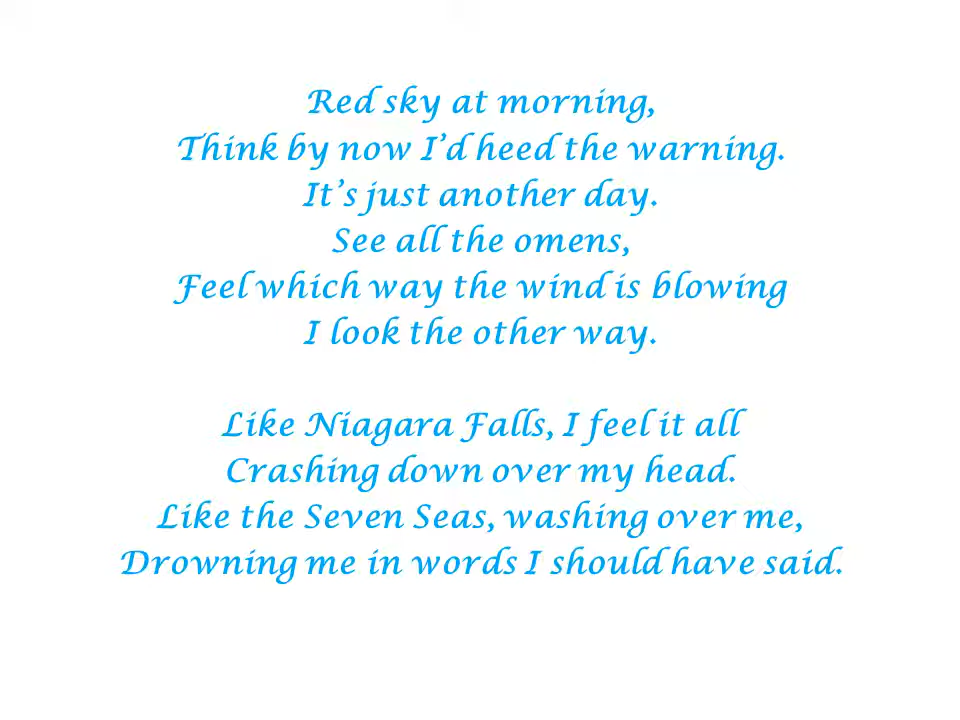 Red sky at morning,
Think by now I’d heed the warning.
It’s just another day.
See all the omens,
Feel which way the wind is blowing
I look the other way.
Like Niagara Falls, I feel it all
Crashing down over my head.
Like the Seven Seas, washing over me,
Drowning me in words I should have said.